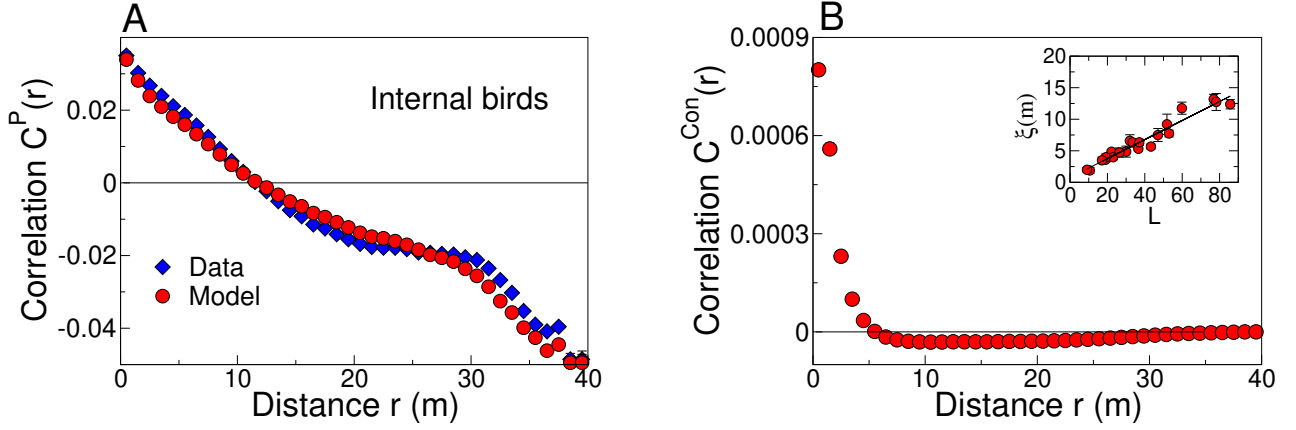 A
Correlation C^P(r)
0.02
0
-0.02
-0.04
Internal birds
Data
Model
0 10 20 30 40
Distance r (m)
B
Correlation C^Con(r)
0.0009
0.0006
0.0003
0
0 10 20 30 40
Distance r (m)
ξ(m)
20
15
10
5
0
0 20 40 60 80
L